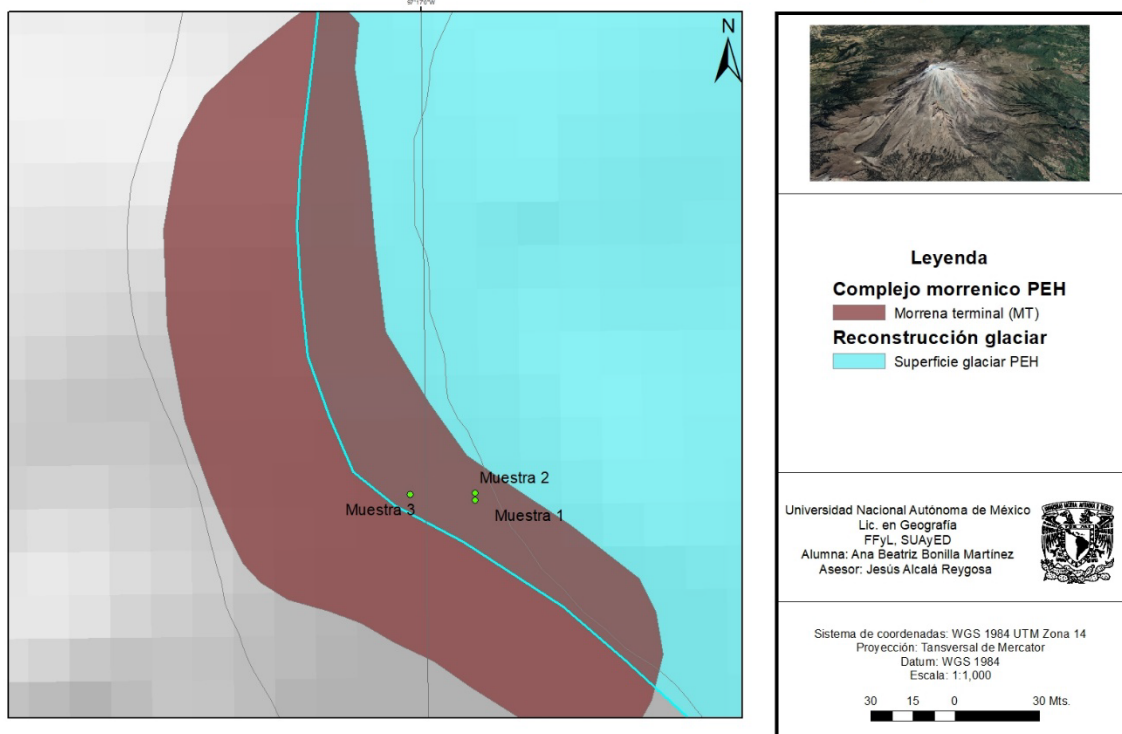 97°17'6"W
N
Muestra 2
Muestra 3
Muestra 1
Leyenda
Complejo morrenico PEH
Morrena terminal (MT)
Reconstrucción glaciar
Superficie glaciar PEH
Universidad Nacional Autónoma de México
Lic. en Geografía
FFyL, SUAyED
Alumna: Ana Beatriz Bonilla Martínez
Asesor: Jesús Alcalá Reygosa
Sistema de coordenadas: WGS 1984 UTM Zona 14
Proyección: Tansversal de Mercator
Datum: WGS 1984
Escala: 1:1,000
30 15 0 30 Mts.